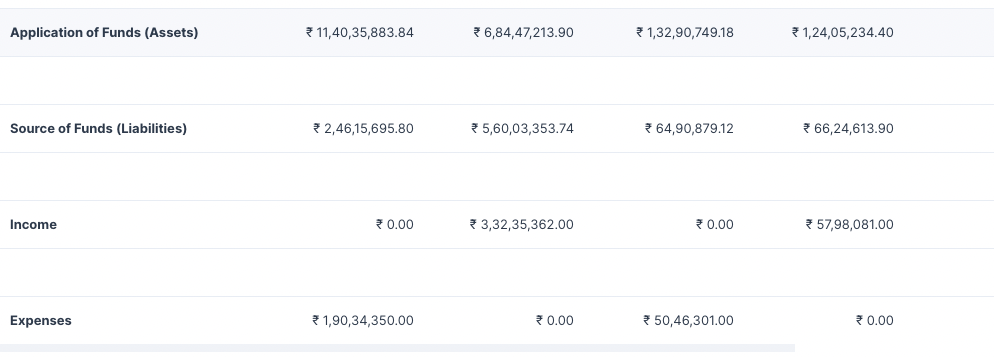 Application of Funds (Assets) ₹ 11,40,35,883.84 ₹ 6,84,47,213.90 ₹ 1,32,90,749.18 ₹ 1,24,05,234.40
Source of Funds (Liabilities) ₹ 2,46,15,695.80 ₹ 5,60,03,353.74 ₹ 64,90,879.12 ₹ 66,24,613.90
Income ₹ 0.00 ₹ 3,32,35,362.00 ₹ 0.00 ₹ 57,98,081.00
Expenses ₹ 1,90,34,350.00 ₹ 0.00 ₹ 50,46,301.00 ₹ 0.00